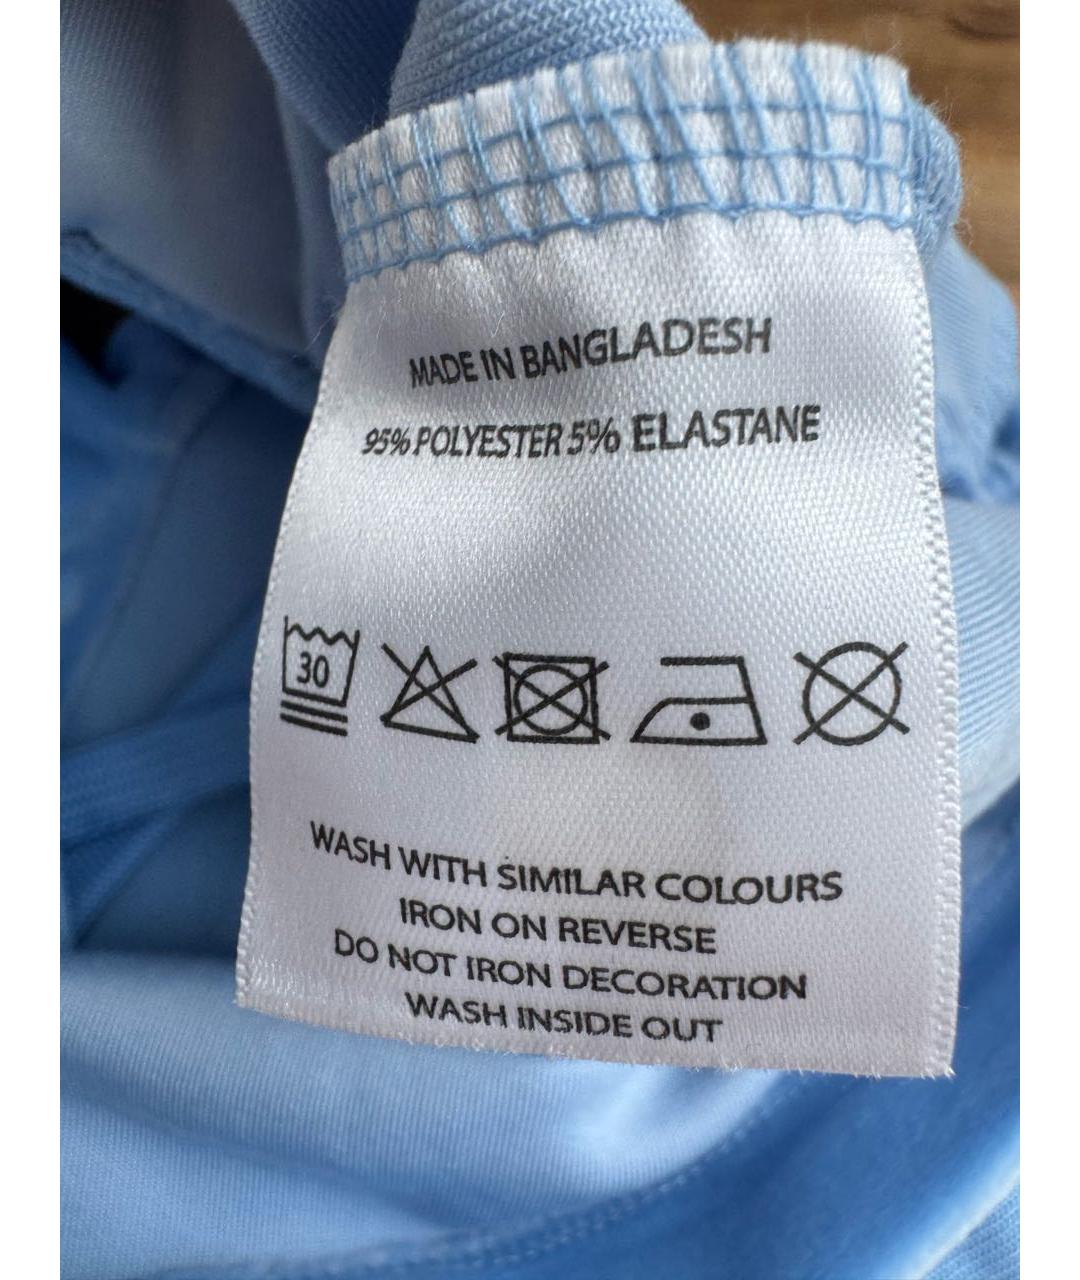 MADE IN BANGLADESH
95% POLYESTER 5% ELASTANE
30
WASH WITH SIMILAR COLOURS
IRON ON REVERSE
DO NOT IRON DECORATION
WASH INSIDE OUT